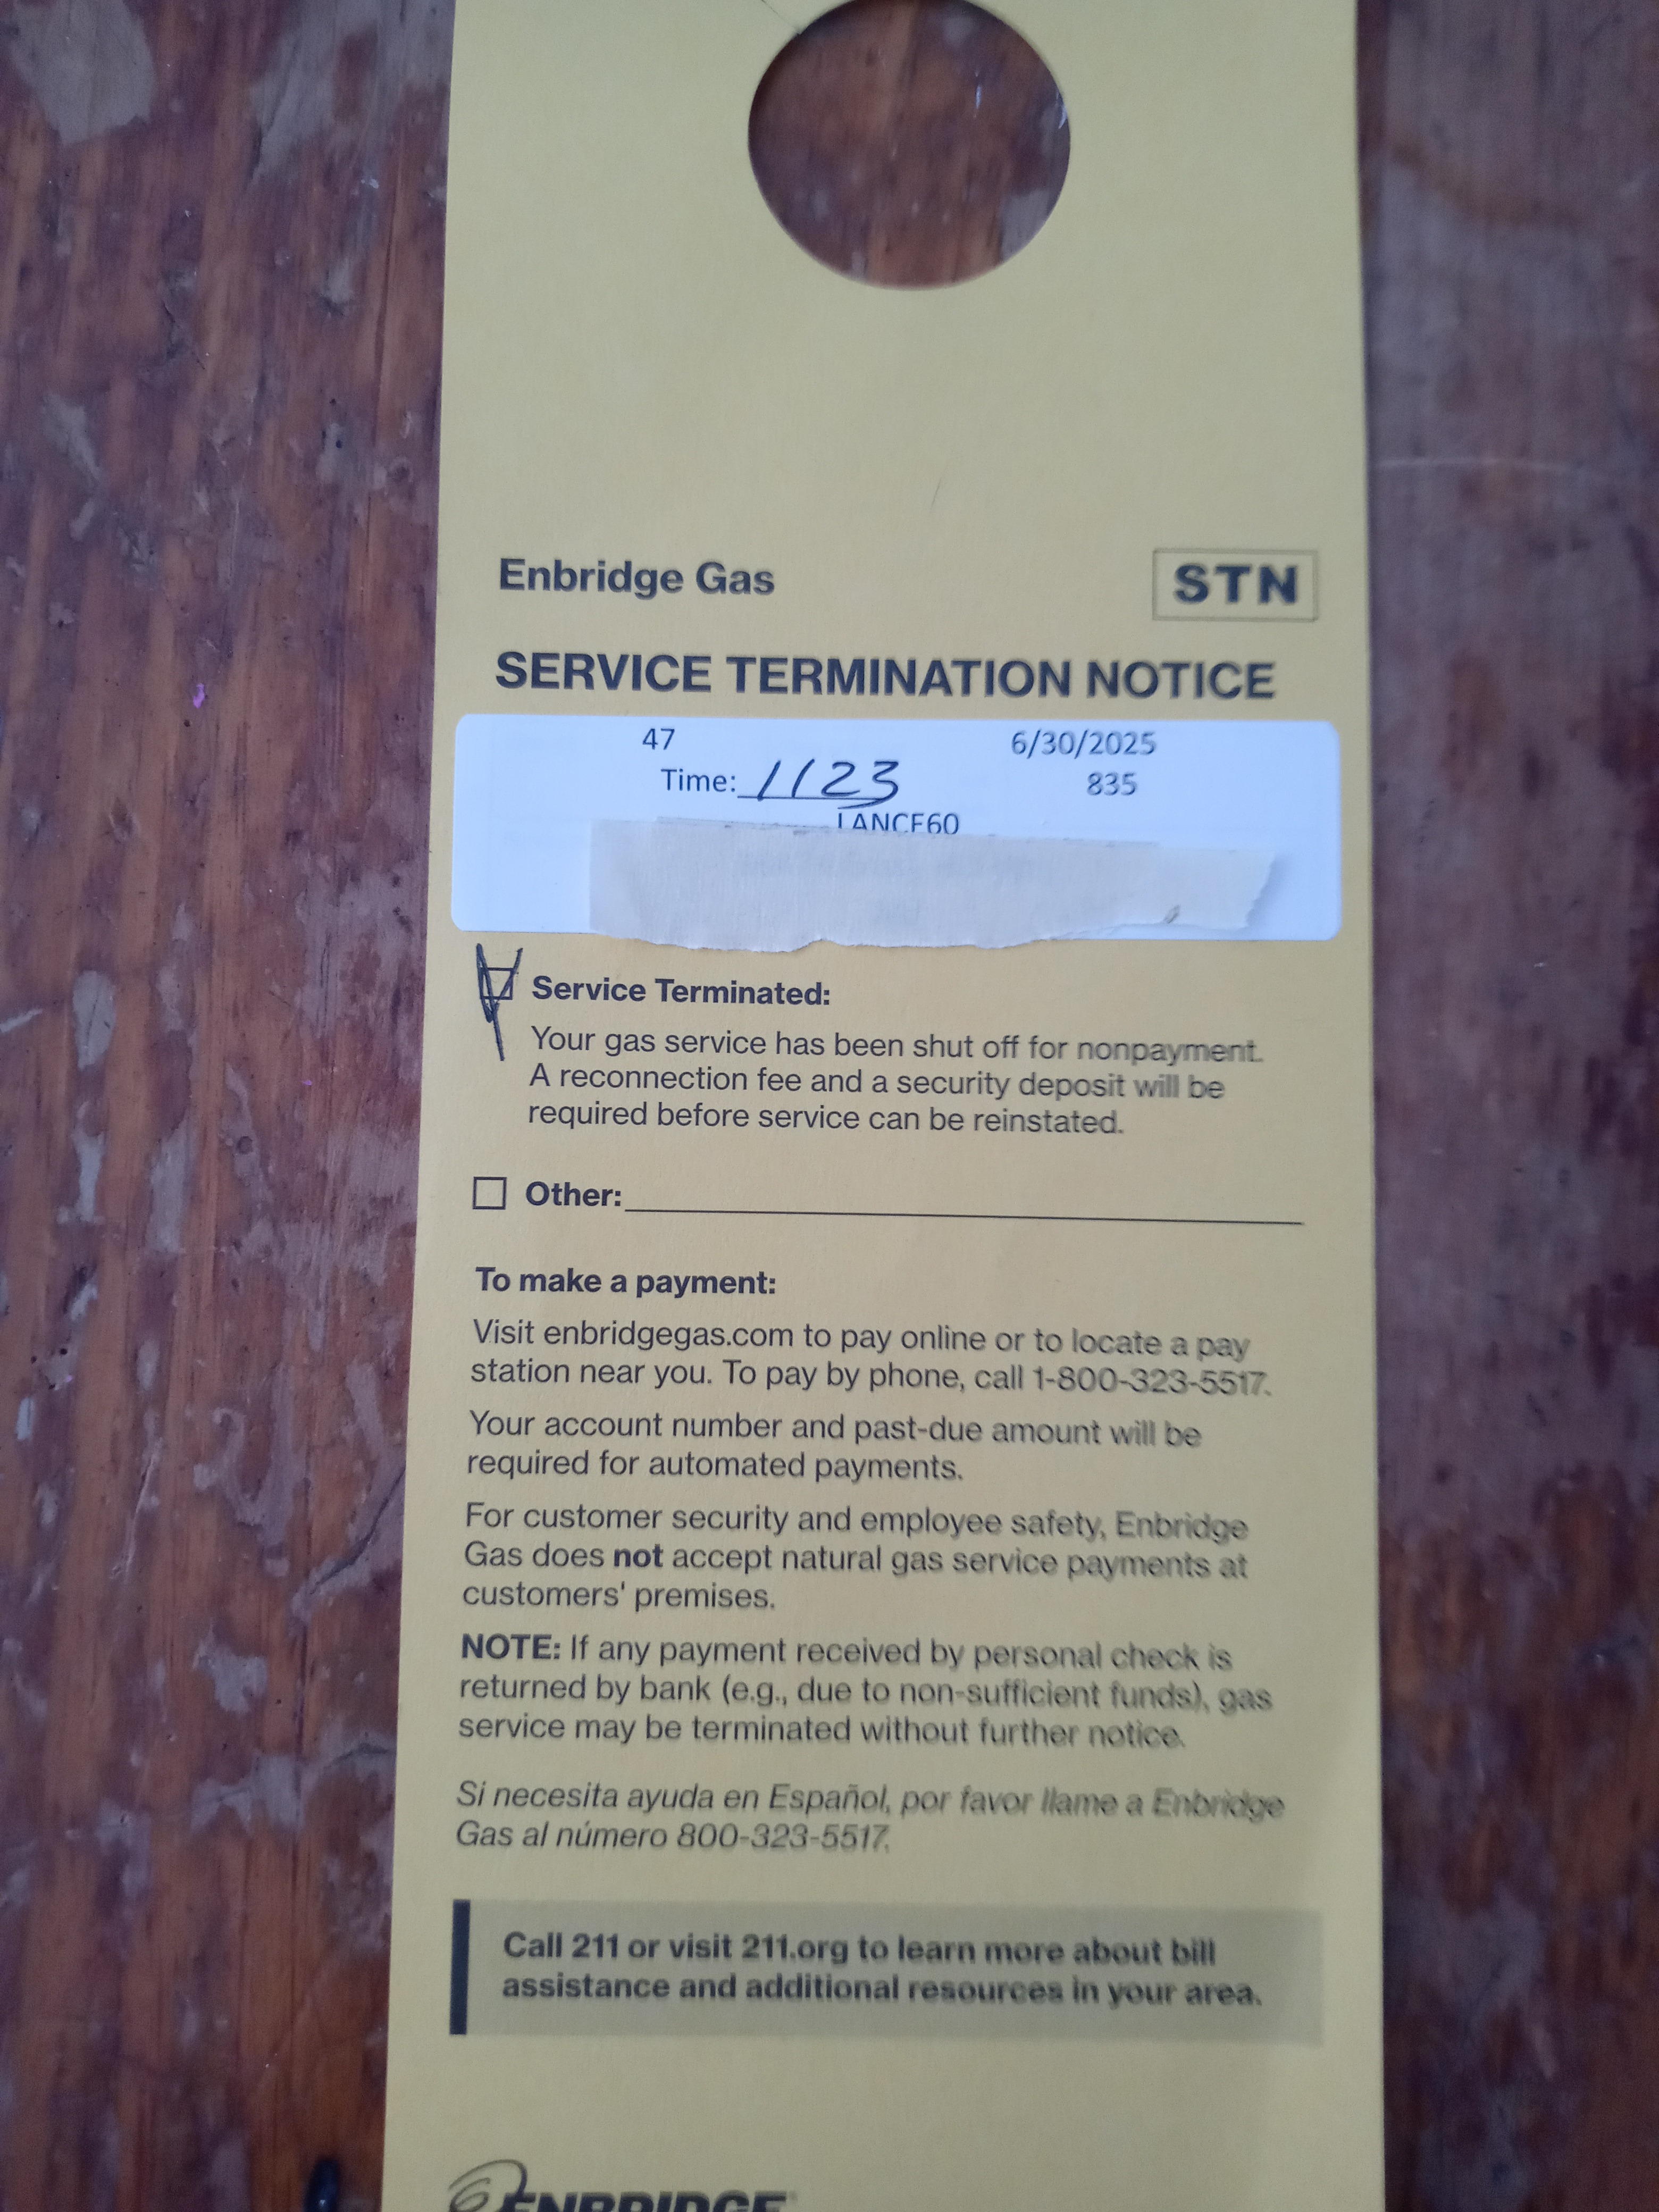 Enbridge Gas
STN
SERVICE TERMINATION NOTICE
47 6/30/2025
Time: 1123 835
LANCE60
Service Terminated:
Your gas service has been shut off for nonpayment.
A reconnection fee and a security deposit will be
required before service can be reinstated.
Other:
To make a payment:
Visit enbridgegas.com to pay online or to locate a pay
station near you. To pay by phone, call 1-800-323-5517.
Your account number and past-due amount will be
required for automated payments.
For customer security and employee safety, Enbridge
Gas does not accept natural gas service payments at
customers' premises.
NOTE: If any payment received by personal check is
returned by bank (e.g., due to non-sufficient funds), gas
service may be terminated without further notice.
Si necesita ayuda en Español, por favor llame a Enbridge
Gas al número 800-323-5517.
Call 211 or visit 211.org to learn more about bill
assistance and additional resources in your area.
ENBRIDGE